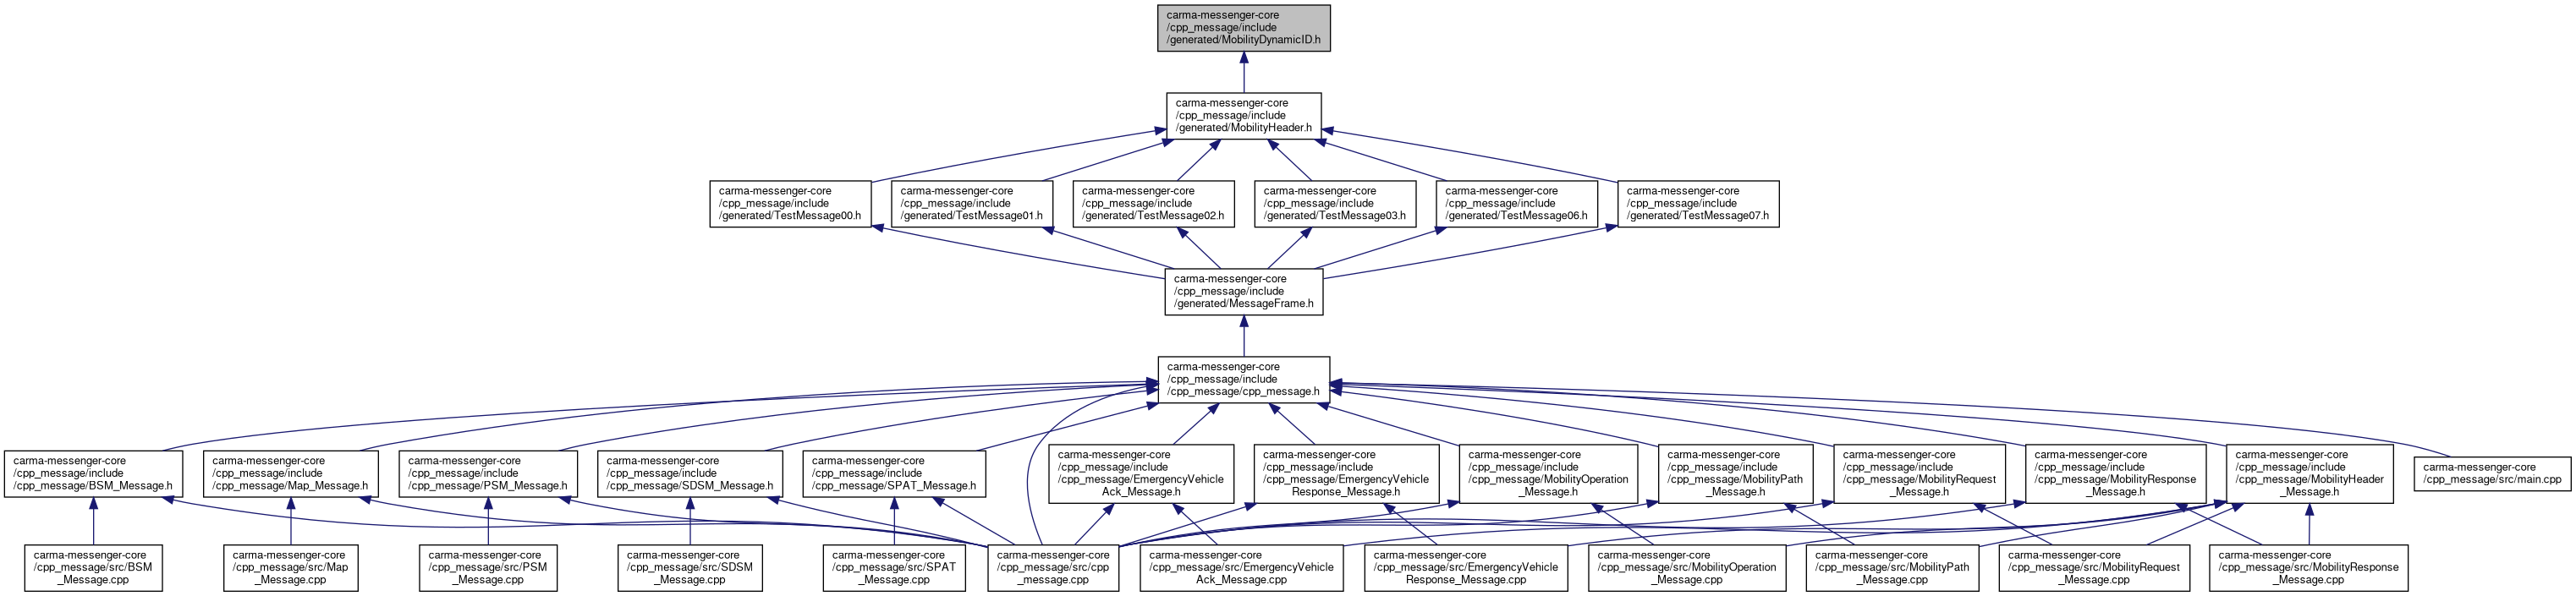 carma-messenger-core
/cpp_message/include
/generated/MobilityDynamicID.h
carma-messenger-core
/cpp_message/include
/generated/MobilityHeader.h
carma-messenger-core
/cpp_message/include
/generated/TestMessage00.h
carma-messenger-core
/cpp_message/include
/generated/TestMessage01.h
carma-messenger-core
/cpp_message/include
/generated/TestMessage02.h
carma-messenger-core
/cpp_message/include
/generated/TestMessage03.h
carma-messenger-core
/cpp_message/include
/generated/TestMessage06.h
carma-messenger-core
/cpp_message/include
/generated/TestMessage07.h
carma-messenger-core
/cpp_message/include
/generated/MessageFrame.h
carma-messenger-core
/cpp_message/include
/cpp_message/cpp_message.h
carma-messenger-core
/cpp_message/include
/cpp_message/BSM_Message.h
carma-messenger-core
/cpp_message/include
/cpp_message/Map_Message.h
carma-messenger-core
/cpp_message/include
/cpp_message/PSM_Message.h
carma-messenger-core
/cpp_message/include
/cpp_message/SDSM_Message.h
carma-messenger-core
/cpp_message/include
/cpp_message/SPAT_Message.h
carma-messenger-core
/cpp_message/include
/cpp_message/EmergencyVehicle
Ack_Message.h
carma-messenger-core
/cpp_message/include
/cpp_message/EmergencyVehicle
Response_Message.h
carma-messenger-core
/cpp_message/include
/cpp_message/MobilityOperation
_Message.h
carma-messenger-core
/cpp_message/include
/cpp_message/MobilityPath
_Message.h
carma-messenger-core
/cpp_message/include
/cpp_message/MobilityRequest
_Message.h
carma-messenger-core
/cpp_message/include
/cpp_message/MobilityResponse
_Message.h
carma-messenger-core
/cpp_message/include
/cpp_message/MobilityHeader
_Message.h
carma-messenger-core
/cpp_message/src/main.cpp
carma-messenger-core
/cpp_message/src/BSM
_Message.cpp
carma-messenger-core
/cpp_message/src/Map
_Message.cpp
carma-messenger-core
/cpp_message/src/PSM
_Message.cpp
carma-messenger-core
/cpp_message/src/SDSM
_Message.cpp
carma-messenger-core
/cpp_message/src/SPAT
_Message.cpp
carma-messenger-core
/cpp_message/src/cpp
_message.cpp
carma-messenger-core
/cpp_message/src/EmergencyVehicle
Ack_Message.cpp
carma-messenger-core
/cpp_message/src/EmergencyVehicle
Response_Message.cpp
carma-messenger-core
/cpp_message/src/MobilityOperation
_Message.cpp
carma-messenger-core
/cpp_message/src/MobilityPath
_Message.cpp
carma-messenger-core
/cpp_message/src/MobilityRequest
_Message.cpp
carma-messenger-core
/cpp_message/src/MobilityResponse
_Message.cpp